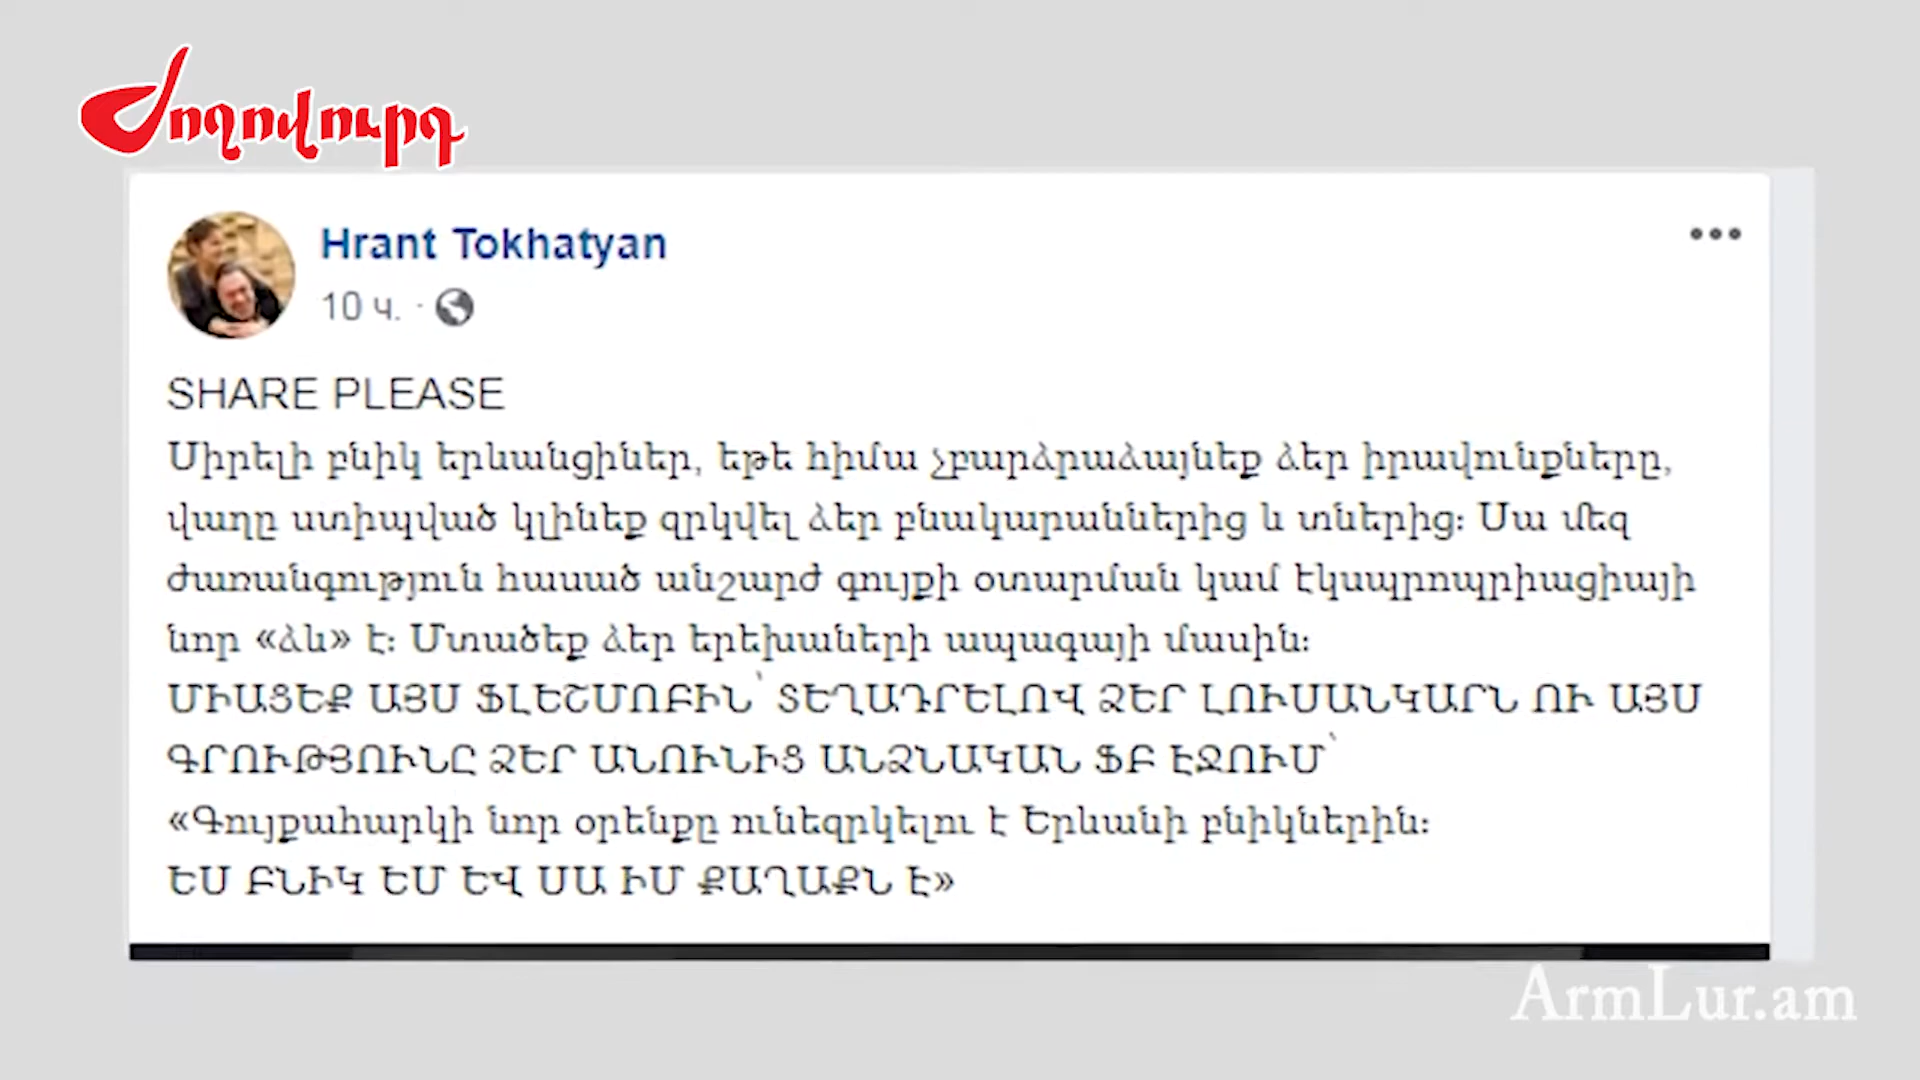 Ժողովուրդ
Hrant Tokhatyan
10 ч. ·
SHARE PLEASE
Սիրելի բնիկ երևանցիներ, եթե հիմա չբարձրաձայնեք ձեր իրավունքները,
վաղը ստիպված կլինեք զրկվել ձեր բնակարաններից և տներից։ Սա մեզ
ժառանգություն հասած անշարժ գույքի օտարման կամ էկսպրոպրիացիայի
նոր «ձև» է։ Մտածեք ձեր երեխաների ապագայի մասին։
ՄԻԱՑԵՔ ԱՅՍ ՖԼԵՇՄՈԲԻՆ՝ ՏԵՂԱԴՐԵԼՈՎ ՁԵՐ ԼՈՒՍԱՆԿԱՐՆ ՈՒ ԱՅՍ
ԳՐՈՒԹՅՈՒՆԸ ՁԵՐ ԱՆՈՒՆԻՑ ԱՆՁՆԱԿԱՆ ՖԲ ԷՋՈՒՄ՝
«Գույքահարկի նոր օրենքը ունեզրկելու է Երևանի բնիկներին։
ԵՍ ԲՆԻԿ ԵՄ ԵՎ ՍԱ ԻՄ ՔԱՂԱՔՆ Է»
ArmLur.am